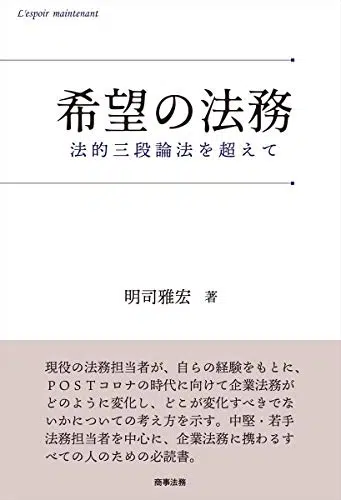 L'espoir maintenant
希望の法務
法的三段論法を超えて
明司雅宏 著
現役の法務担当者が、自らの経験をもとに、
POSTコロナの時代に向けて企業法務が
どのように変化し、どこが変化すべきでな
いかについての考え方を示す。中堅・若手
法務担当者を中心に、企業法務に携わるす
べての人のための必読書。
商事法務